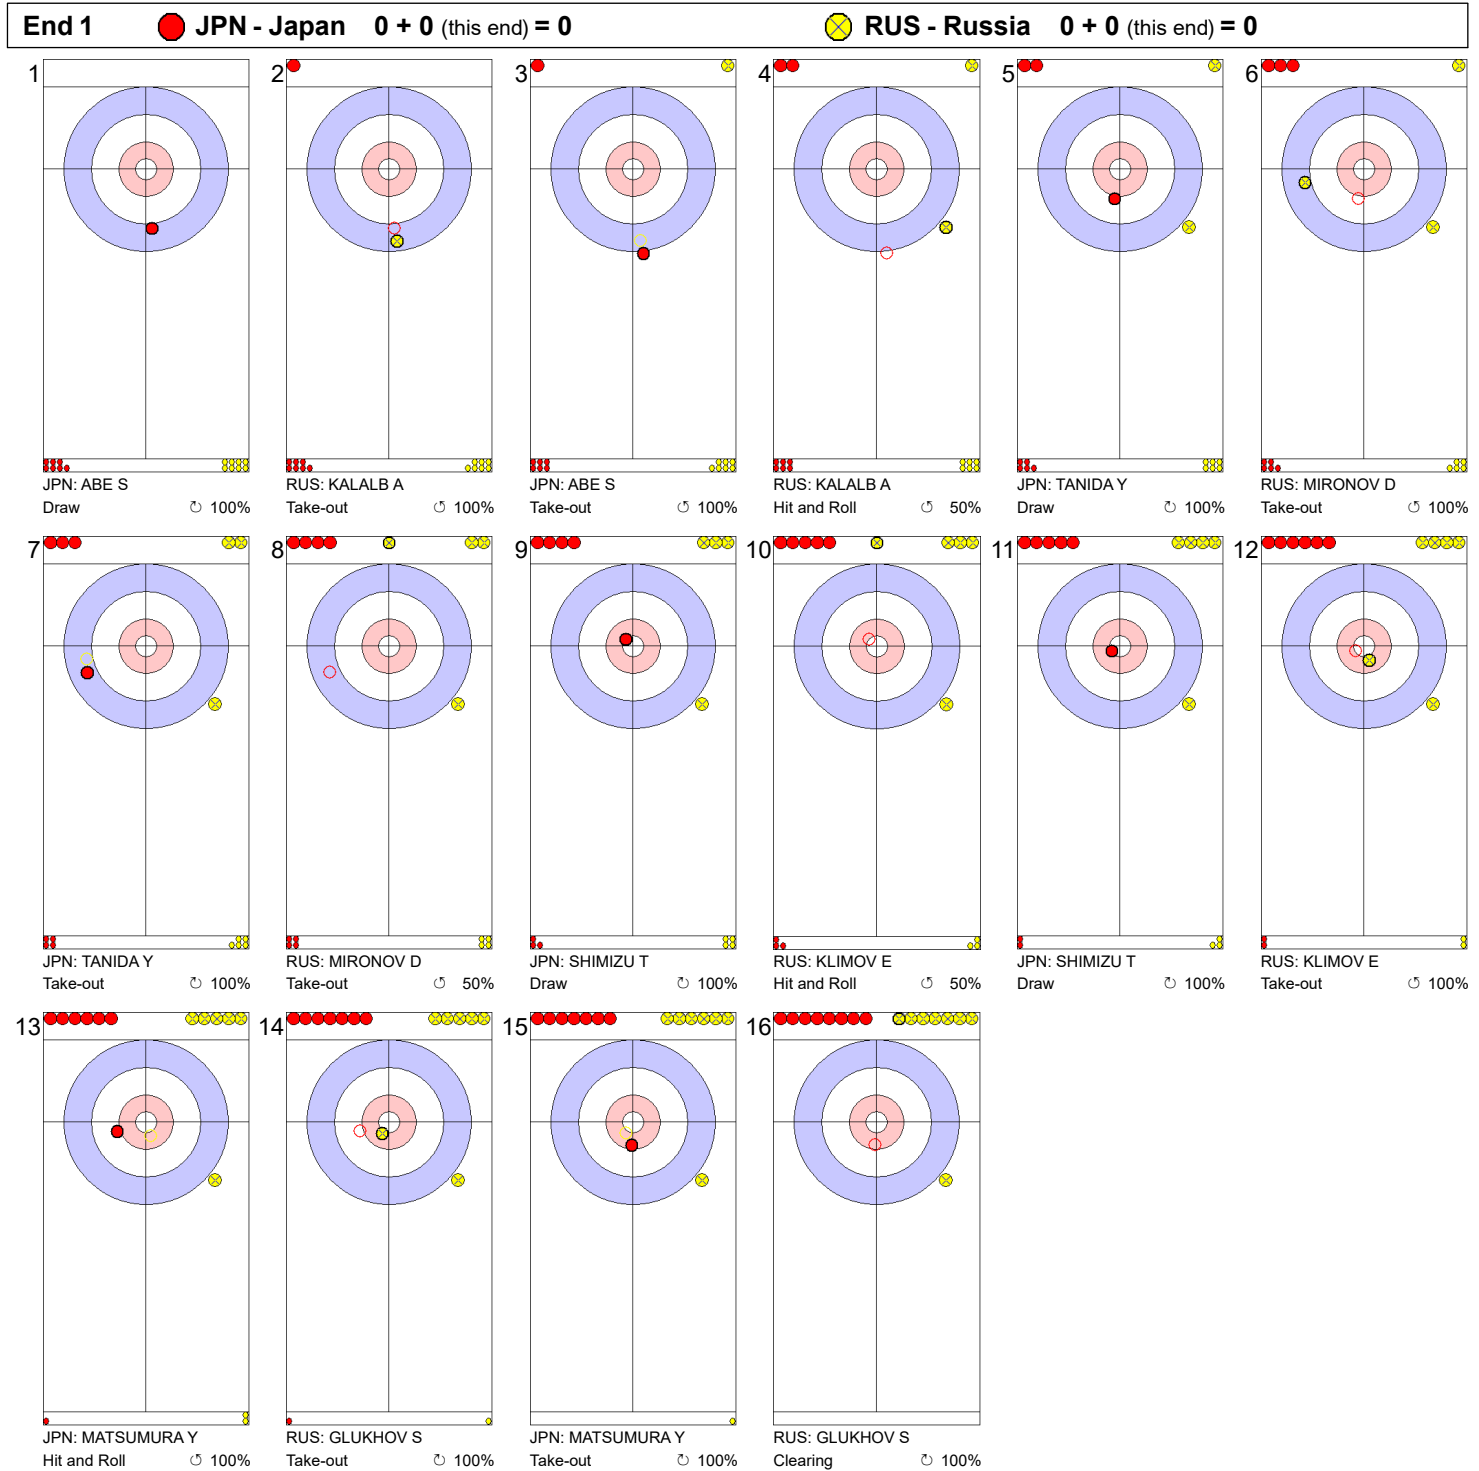 End 1 JPN - Japan 0 + 0 (this end) = 0 RUS - Russia 0 + 0 (this end) = 0
1 2 3 4 5 6
JPN: ABE S RUS: KALALB A JPN: ABE S RUS: KALALB A JPN: TANIDA Y RUS: MIRONOV D
Draw ↻ 100% Take-out ↺ 100% Take-out ↺ 100% Hit and Roll ↺ 50% Draw ↻ 100% Take-out ↺ 100%
7 8 9 10 11 12
JPN: TANIDA Y RUS: MIRONOV D JPN: SHIMIZU T RUS: KLIMOV E JPN: SHIMIZU T RUS: KLIMOV E
Take-out ↻ 100% Take-out ↺ 50% Draw ↻ 100% Hit and Roll ↺ 50% Draw ↻ 100% Take-out ↻ 100%
13 14 15 16
JPN: MATSUMURA Y RUS: GLUKHOV S JPN: MATSUMURA Y RUS: GLUKHOV S
Hit and Roll ↺ 100% Take-out ↻ 100% Take-out ↻ 100% Clearing ↻ 100%